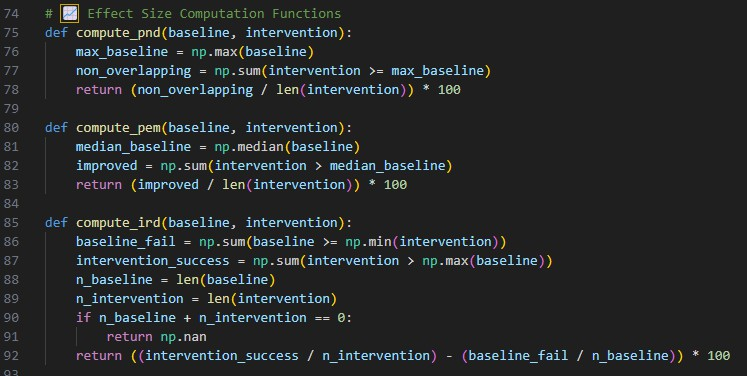 74 # 📈 Effect Size Computation Functions
75 def compute_pnd(baseline, intervention):
76     max_baseline = np.max(baseline)
77     non_overlapping = np.sum(intervention >= max_baseline)
78     return (non_overlapping / len(intervention)) * 100
79
80 def compute_pem(baseline, intervention):
81     median_baseline = np.median(baseline)
82     improved = np.sum(intervention > median_baseline)
83     return (improved / len(intervention)) * 100
84
85 def compute_ird(baseline, intervention):
86     baseline_fail = np.sum(baseline >= np.min(intervention))
87     intervention_success = np.sum(intervention > np.max(baseline))
88     n_baseline = len(baseline)
89     n_intervention = len(intervention)
90     if n_baseline + n_intervention == 0:
91         return np.nan
92     return ((intervention_success / n_intervention) - (baseline_fail / n_baseline)) * 100
93